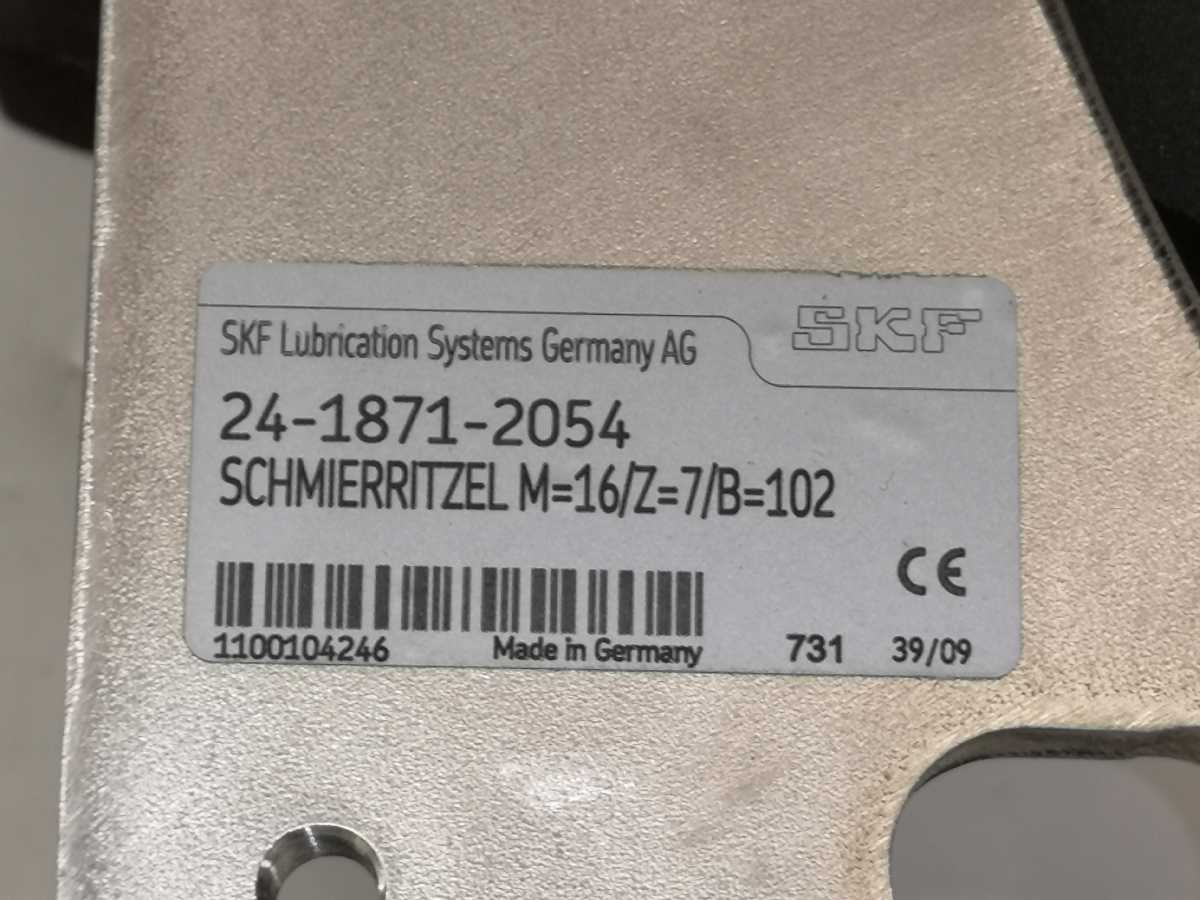 SKF Lubrication Systems Germany AG
SKF
24-1871-2054
SCHMIERRITZEL M=16/Z=7/B=102
CE
1100104246 Made in Germany 731 39/09